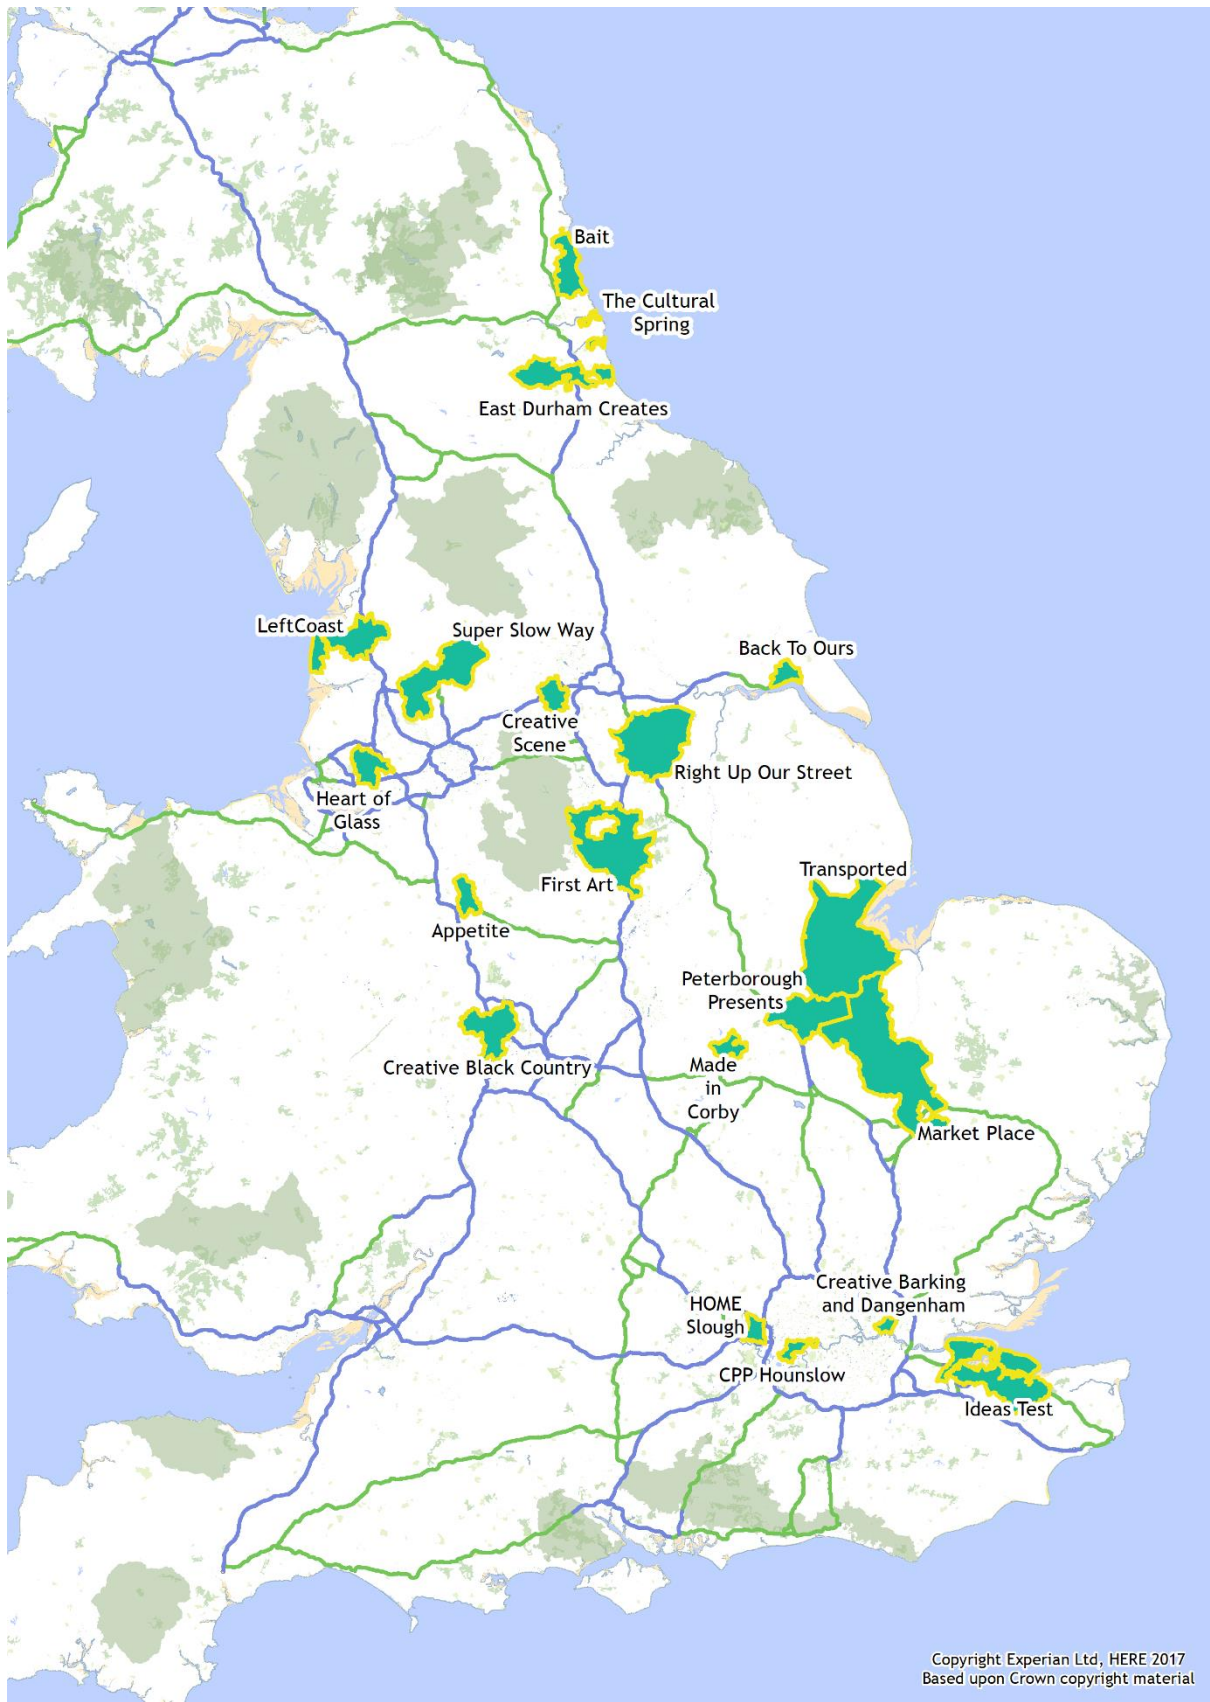 Bait
The Cultural
Spring
East Durham Creates
LeftCoast
Super Slow Way
Back To Ours
Creative
Scene
Right Up Our Street
Heart of
Glass
First Art
Transported
Appetite
Peterborough
Presents
Creative Black Country
Made
in
Corby
Market Place
Creative Barking
and Dangenham
HOME
Slough
CPP Hounslow
Ideas Test
Copyright Experian Ltd, HERE 2017
Based upon Crown copyright material